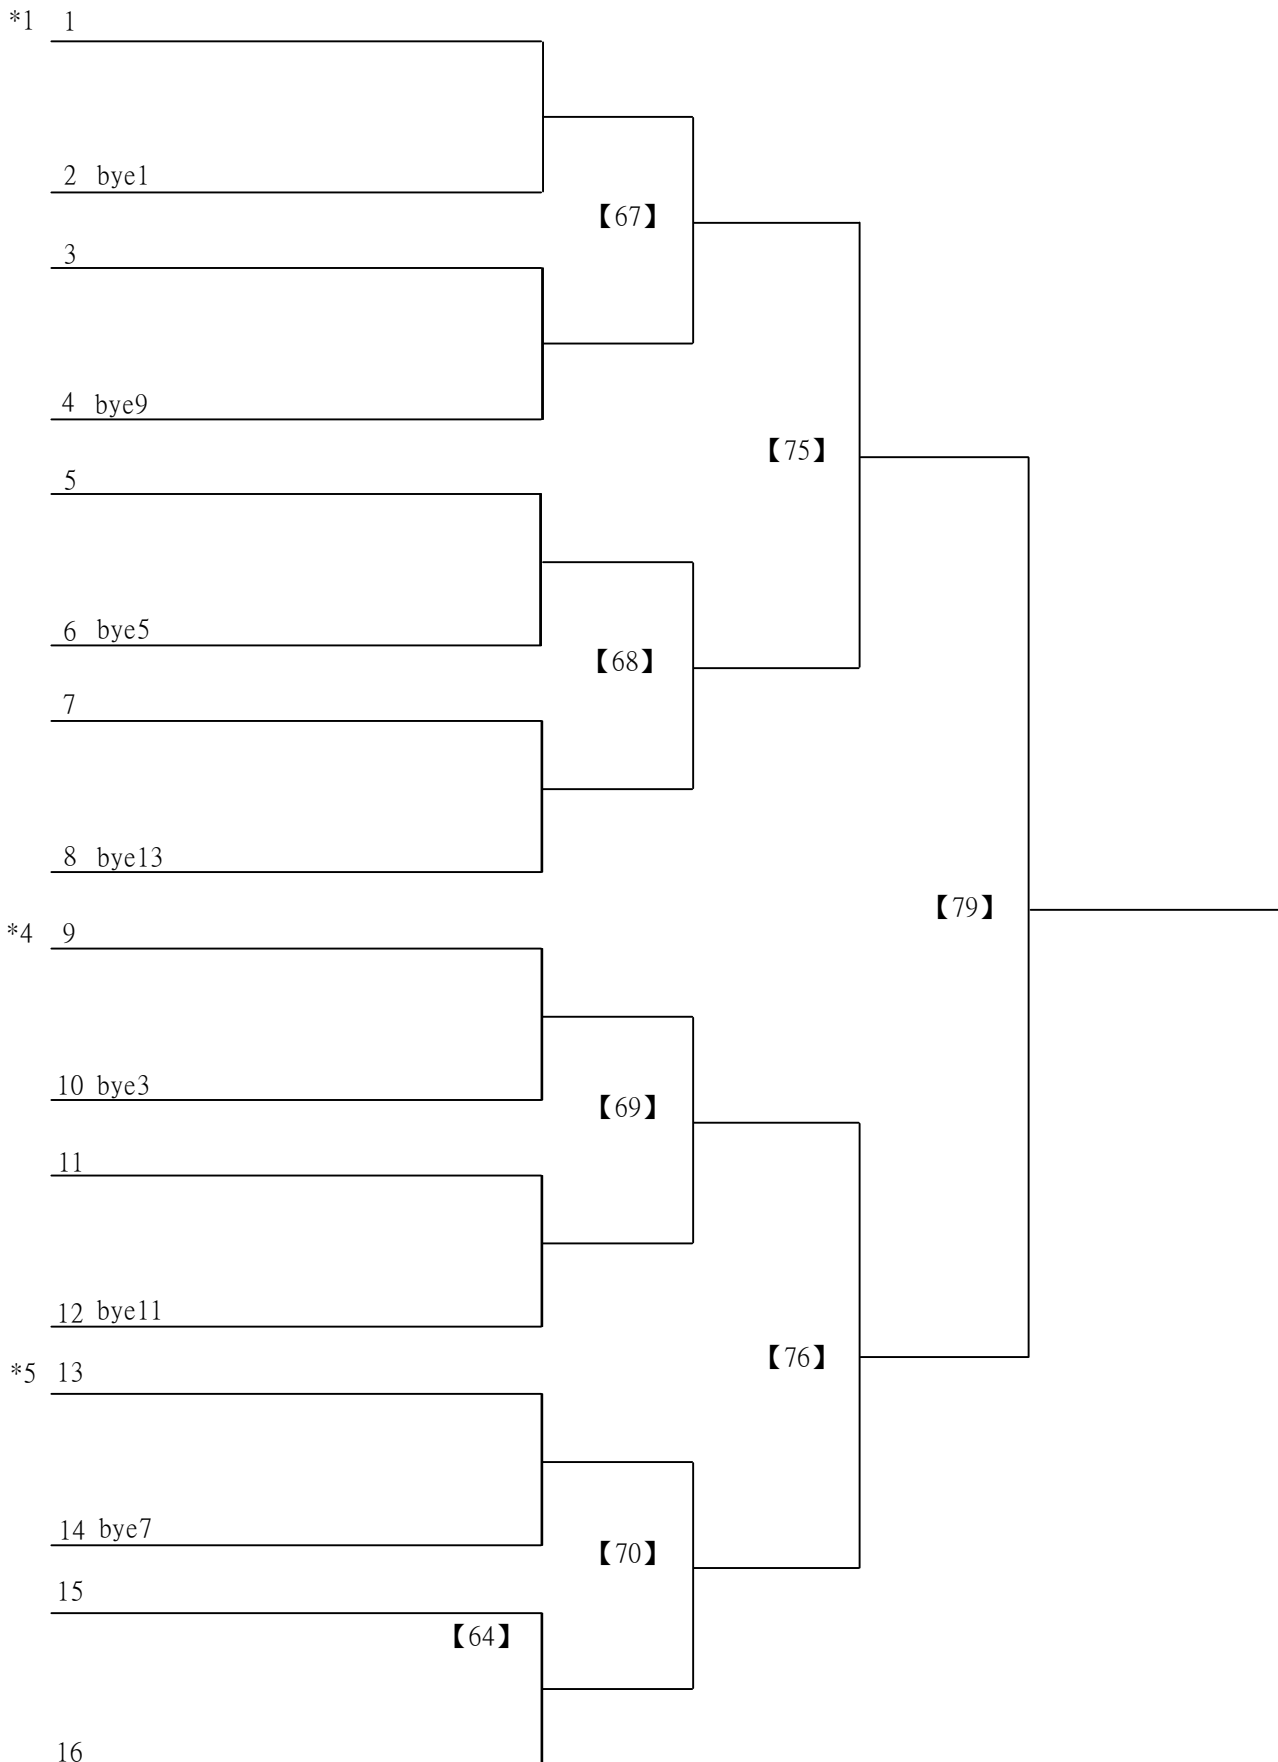 *1 1
2 bye1
【67】
3
4 bye9
【75】
5
6 bye5
【68】
7
8 bye13
【79】
*4 9
10 bye3
【69】
11
12 bye11
【76】
*5 13
14 bye7
【70】
15
【64】
16